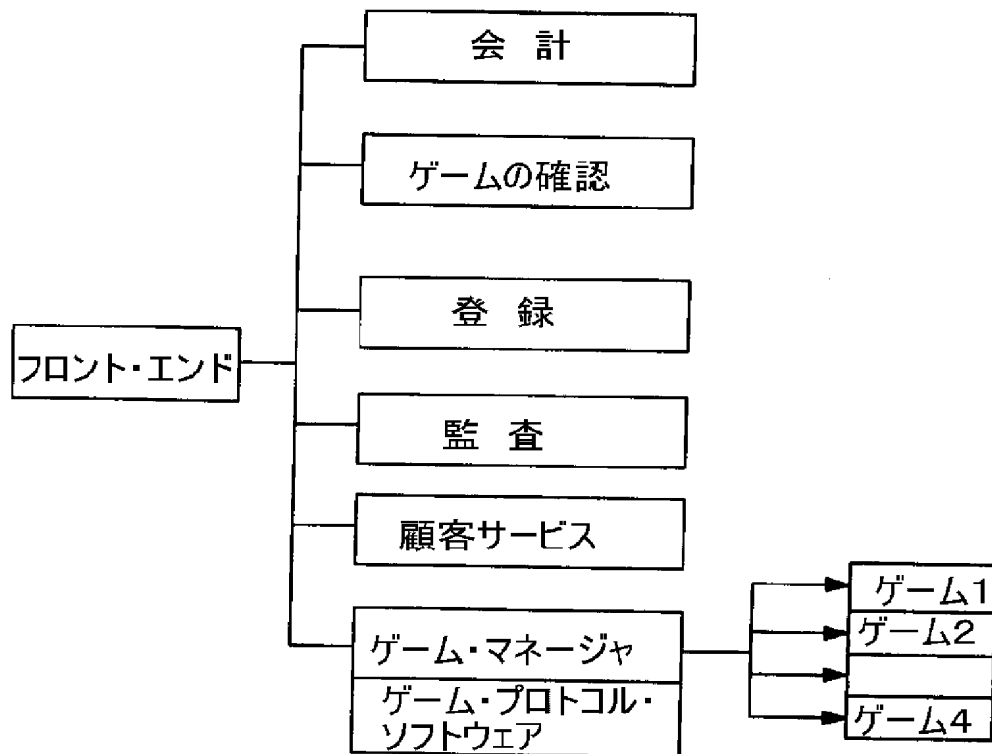 会 計
ゲームの確認
登 録
フロント・エンド
監 査
顧客サービス
ゲーム・マネージャ
ゲーム・プロトコル・
ソフトウェア
ゲーム1
ゲーム2
ゲーム4